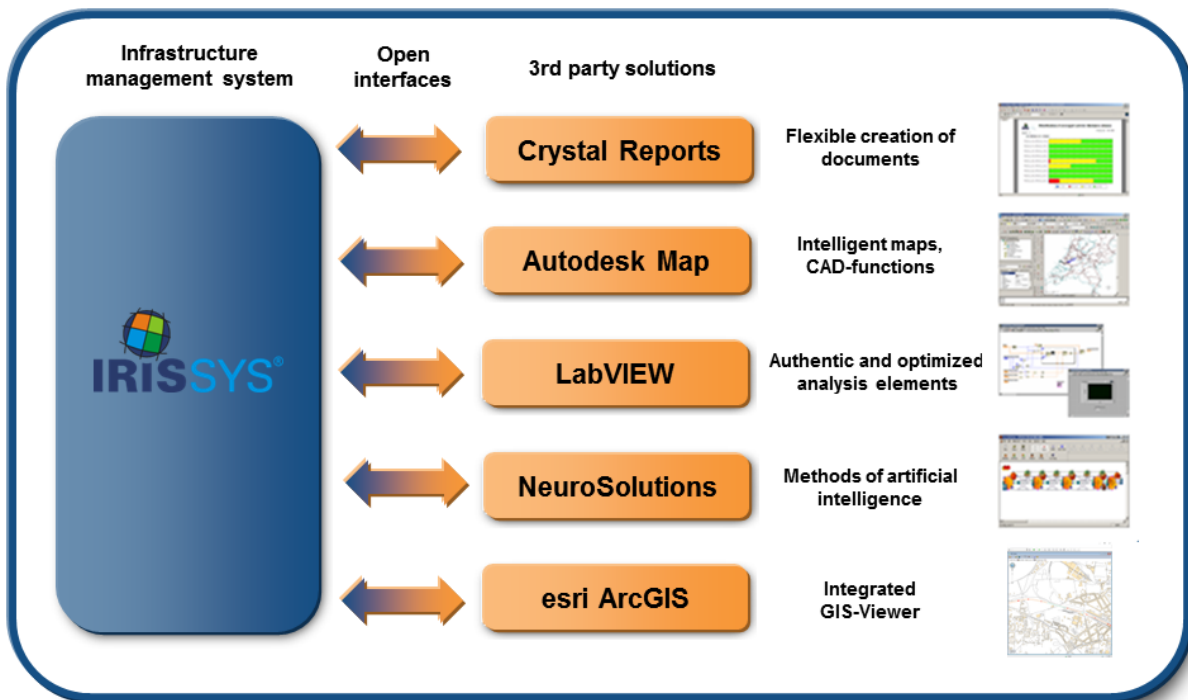 Infrastructure
management system
Open
interfaces
3rd party solutions
IRISSYS®
Crystal Reports
Flexible creation of
documents
Autodesk Map
Intelligent maps,
CAD-functions
LabVIEW
Authentic and optimized
analysis elements
NeuroSolutions
Methods of artificial
intelligence
esri ArcGIS
Integrated
GIS-Viewer